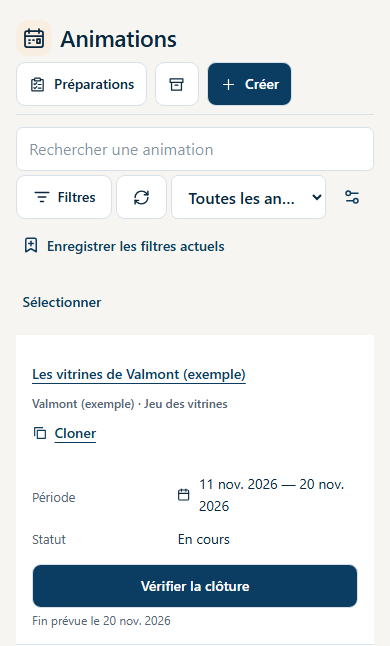 Animations
Préparations
Créer
Rechercher une animation
Filtres
Toutes les an...
Enregistrer les filtres actuels
Sélectionner
Les vitrines de Valmont (exemple)
Valmont (exemple) · Jeu des vitrines
Cloner
Période
11 nov. 2026 — 20 nov.
2026
Statut
En cours
Vérifier la clôture
Fin prévue le 20 nov. 2026